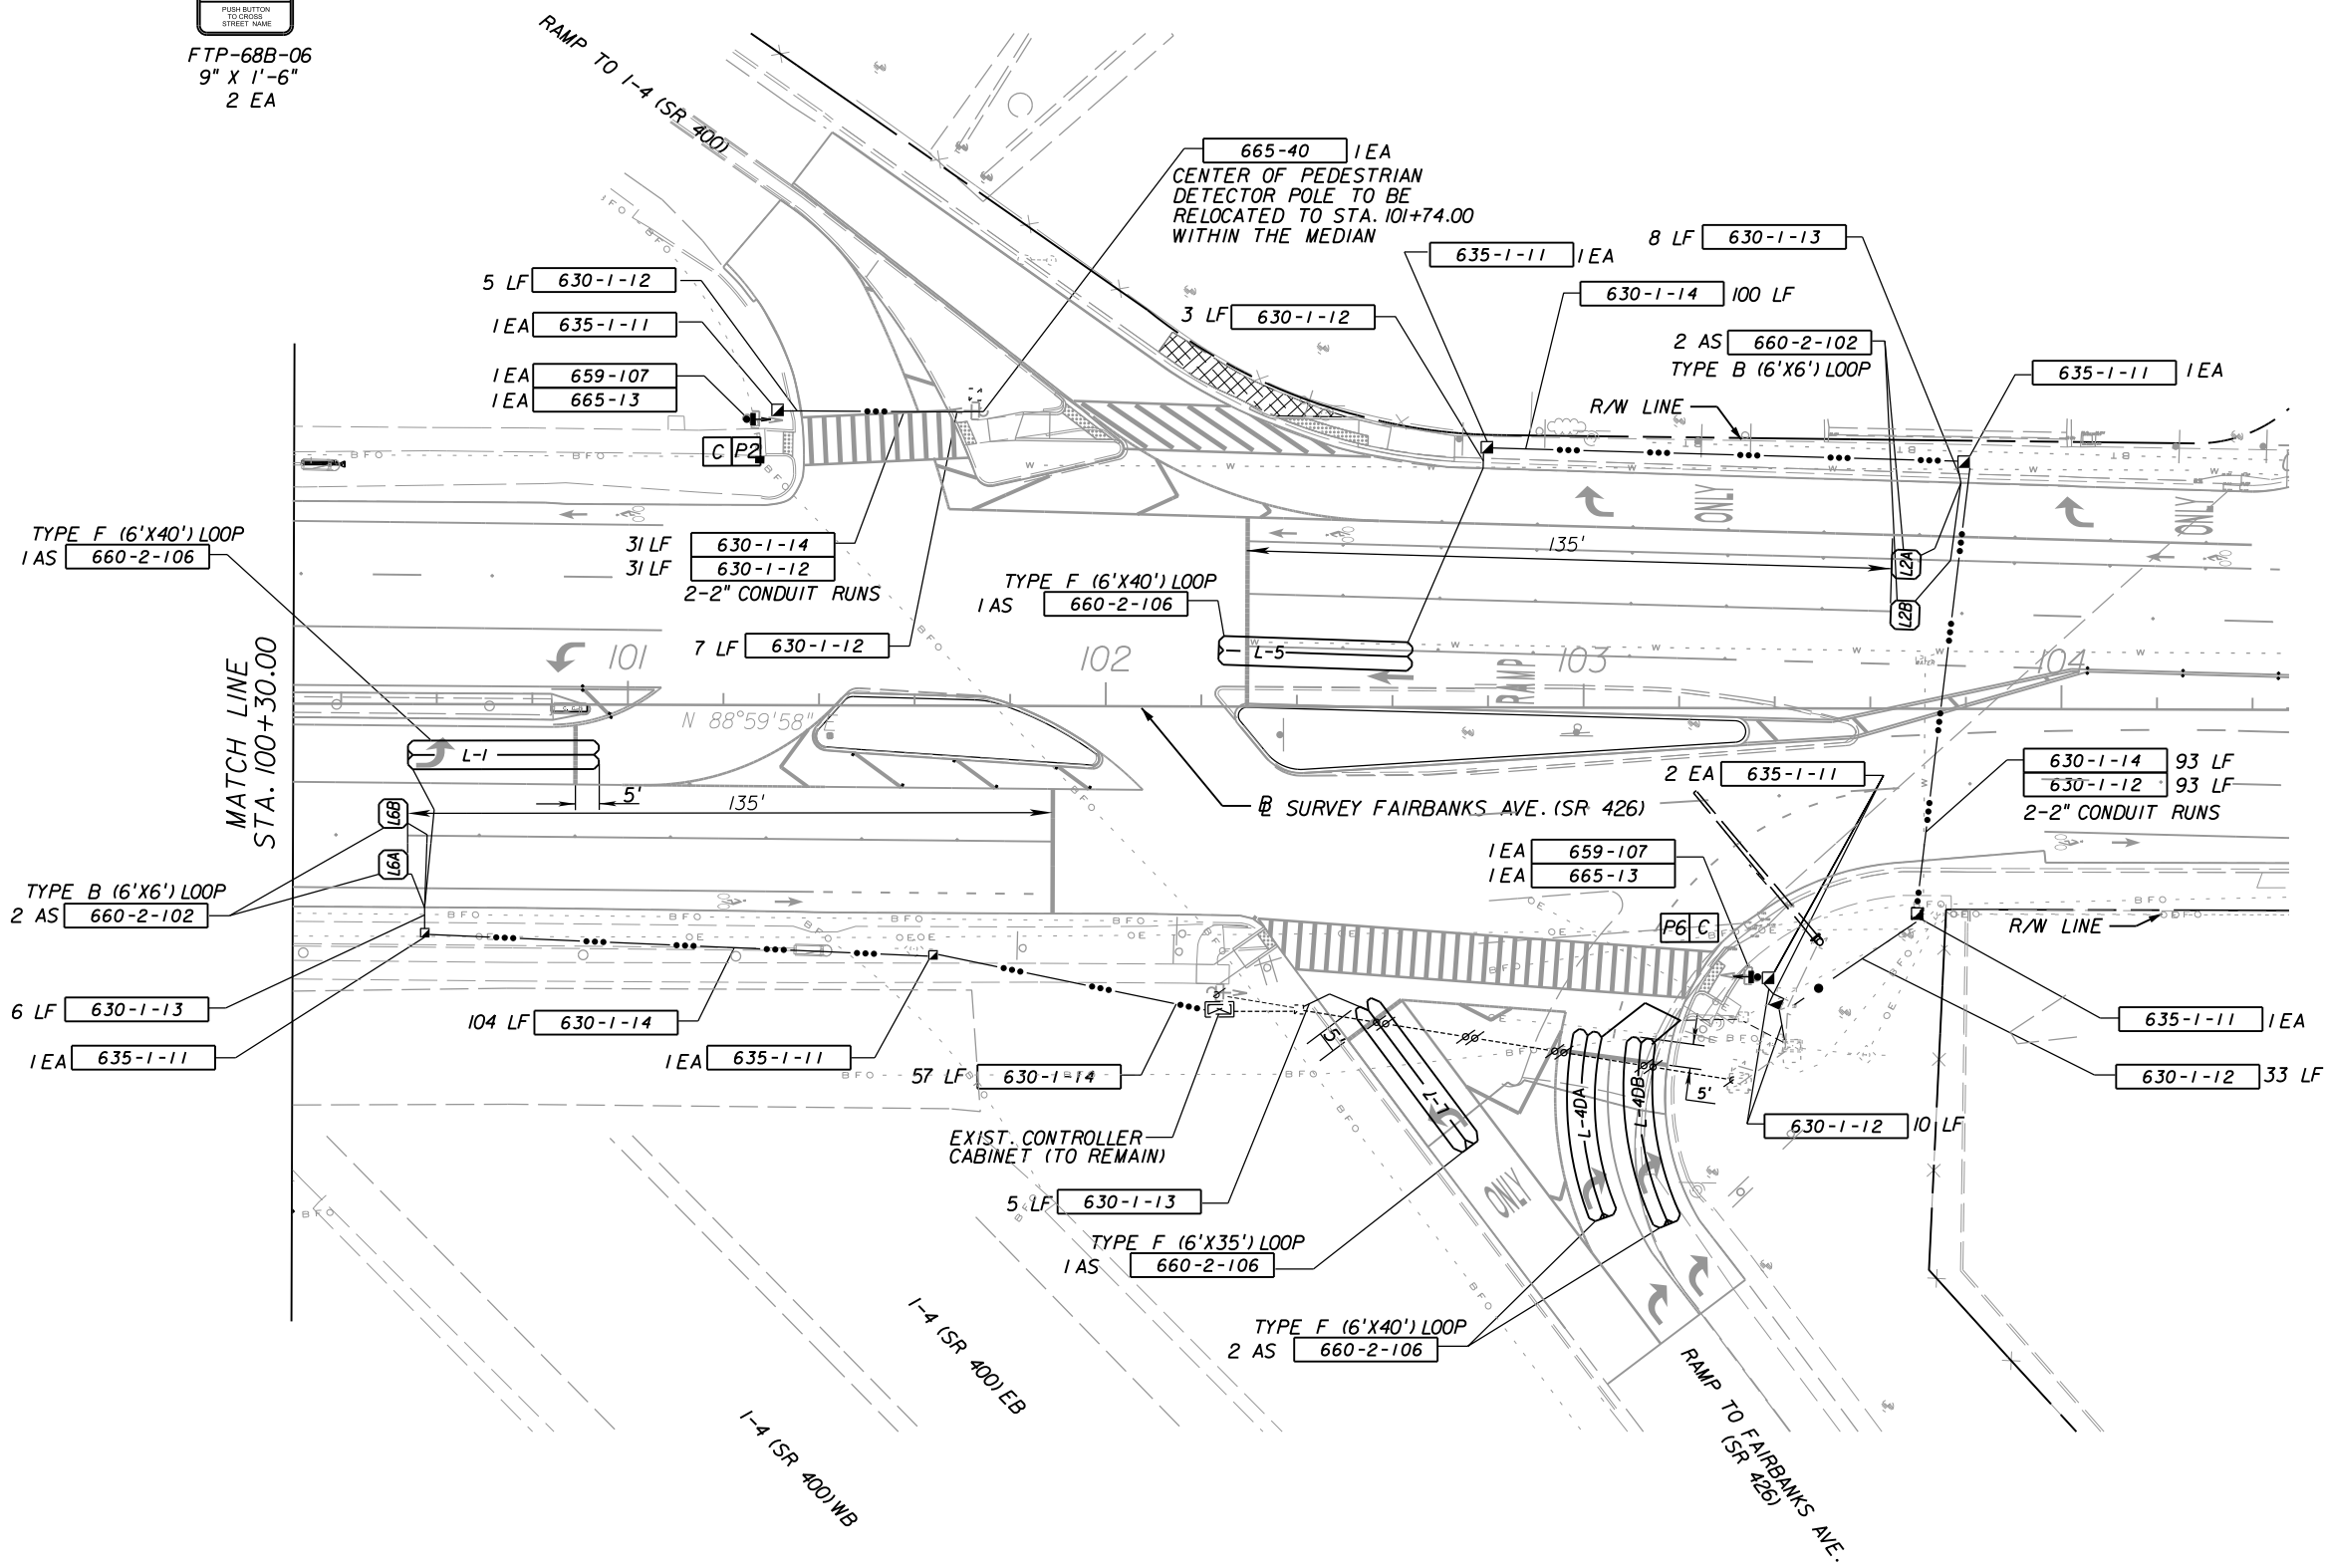 PUSH BUTTON
TO CROSS
STREET NAME
FTP-68B-06
9" X 1'-6"
2 EA
RAMP TO I-4 (SR 400)
665-40 1 EA
CENTER OF PEDESTRIAN
DETECTOR POLE TO BE
RELOCATED TO STA. 101+74.00
WITHIN THE MEDIAN
635-1-11 1 EA
8 LF 630-1-13
5 LF 630-1-12
1 EA 635-1-11
3 LF 630-1-12
630-1-14 100 LF
2 AS 660-2-102
TYPE B (6'X6') LOOP
635-1-11 1 EA
1 EA 659-107
1 EA 665-13
R/W LINE
C P2
BFO
W
BT
ONLY
ONLY
TYPE F (6'X40') LOOP
1 AS 660-2-106
31 LF 630-1-14
31 LF 630-1-12
2-2" CONDUIT RUNS
135'
L2A
L2B
TYPE F (6'X40') LOOP
1 AS 660-2-106
7 LF 630-1-12
L-5
101
102
103
104
MATCH LINE
STA. 100+30.00
N 88°59'58" E
L-1
5'
135'
L6B
L6A
B SURVEY FAIRBANKS AVE. (SR 426)
2 EA 635-1-11
630-1-14 93 LF
630-1-12 93 LF
2-2" CONDUIT RUNS
1 EA 659-107
1 EA 665-13
TYPE B (6'X6') LOOP
2 AS 660-2-102
P6 C
R/W LINE
BFO
OE
6 LF 630-1-13
104 LF 630-1-14
1 EA 635-1-11
1 EA 635-1-11
57 LF 630-1-14
5'
L-7
L-4DA
L-4DB
5'
635-1-11 1 EA
630-1-12 33 LF
630-1-12 10 LF
EXIST. CONTROLLER
CABINET (TO REMAIN)
5 LF 630-1-13
ONLY
TYPE F (6'X35') LOOP
1 AS 660-2-106
TYPE F (6'X40') LOOP
2 AS 660-2-106
I-4 (SR 400) EB
I-4 (SR 400) WB
RAMP TO FAIRBANKS AVE.
(SR 426)